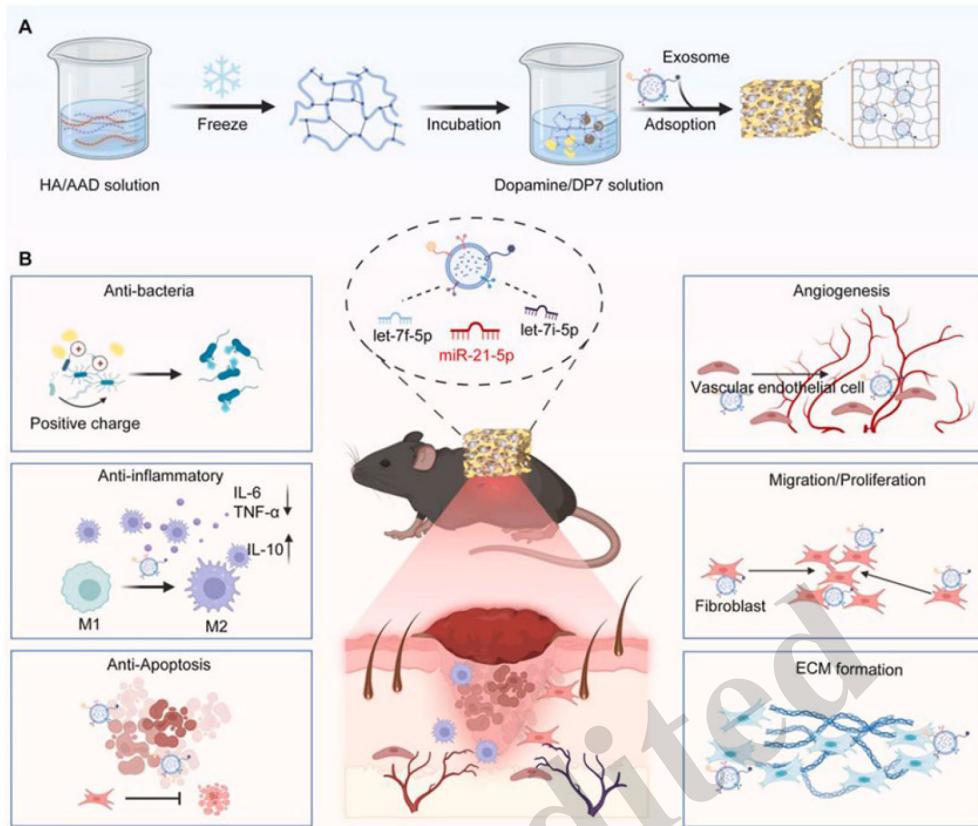 A
Freeze
Incubation
Exosome
Adsoption
HA/AAD solution
Dopamine/DP7 solution
B
Anti-bacteria
Positive charge
let-7f-5p
miR-21-5p
let-7i-5p
Angiogenesis
Vascular endothelial cell
Anti-inflammatory
IL-6
TNF-α
IL-10
M1
M2
Migration/Proliferation
Fibroblast
Anti-Apoptosis
ECM formation